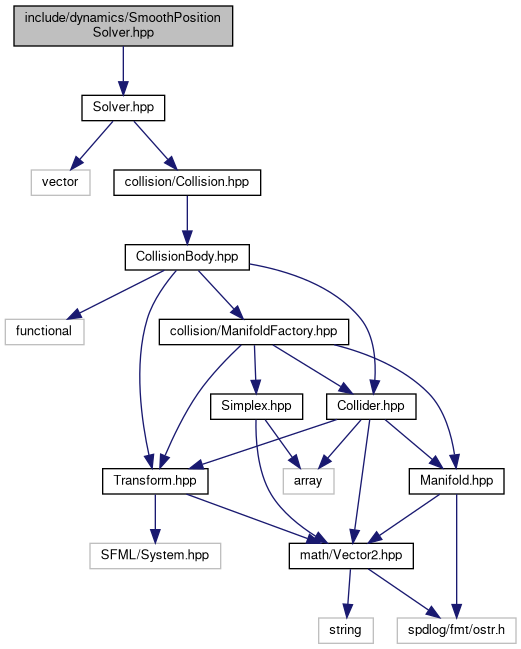 include/dynamics/SmoothPosition
Solver.hpp
Solver.hpp
vector
collision/Collision.hpp
CollisionBody.hpp
functional
collision/ManifoldFactory.hpp
Simplex.hpp
Collider.hpp
Transform.hpp
array
Manifold.hpp
SFML/System.hpp
math/Vector2.hpp
string
spdlog/fmt/ostr.h